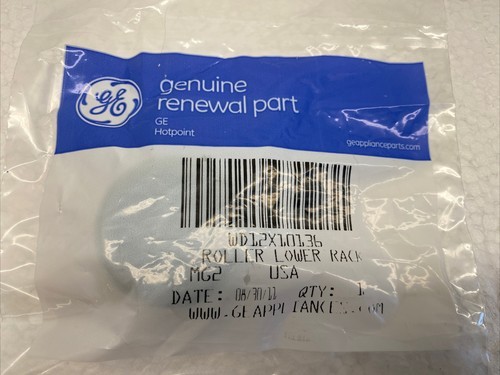 GE
genuine
renewal part
GE
Hotpoint
geapplianceparts.com
WD12X10136
ROLLER LOWER RACK
MG2 USA
DATE: 08/30/11 QTY: 1
WWW.GEAPPLIANCES.COM